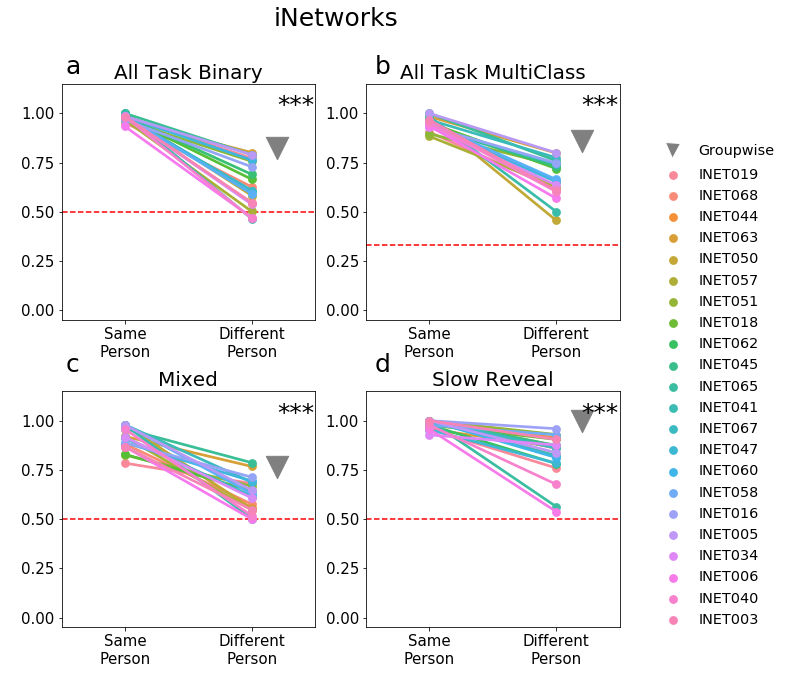 iNetworks
a
All Task Binary
***
1.00
0.75
0.50
0.25
0.00
Same
Person
Different
Person
b
All Task MultiClass
***
1.00
0.75
0.50
0.25
0.00
Same
Person
Different
Person
c
Mixed
***
1.00
0.75
0.50
0.25
0.00
Same
Person
Different
Person
d
Slow Reveal
***
1.00
0.75
0.50
0.25
0.00
Same
Person
Different
Person
Groupwise
INET019
INET068
INET044
INET063
INET050
INET057
INET051
INET018
INET062
INET045
INET065
INET041
INET067
INET047
INET060
INET058
INET016
INET005
INET034
INET006
INET040
INET003